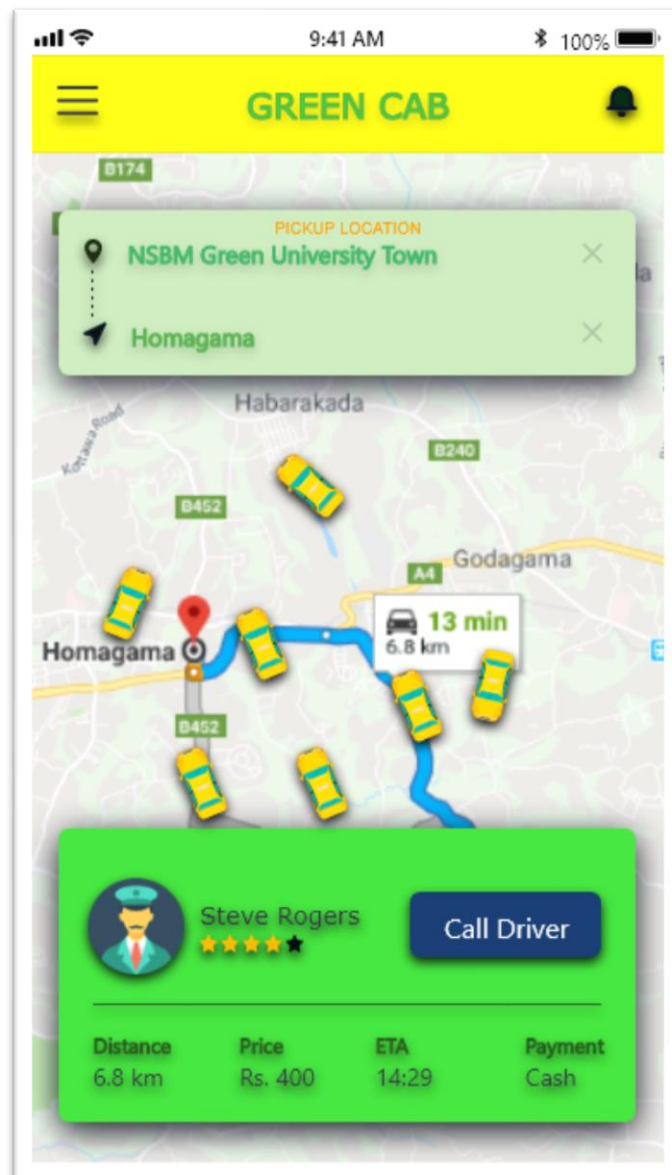 9:41 AM
100%
GREEN CAB
B174
PICKUP LOCATION
NSBM Green University Town
Homagama
Habarakada
Kottawa Road
B240
B452
Godagama
A4
13 min
6.8 km
Homagama
B452
Steve Rogers
Call Driver
Distance Price ETA Payment
6.8 km Rs. 400 14:29 Cash